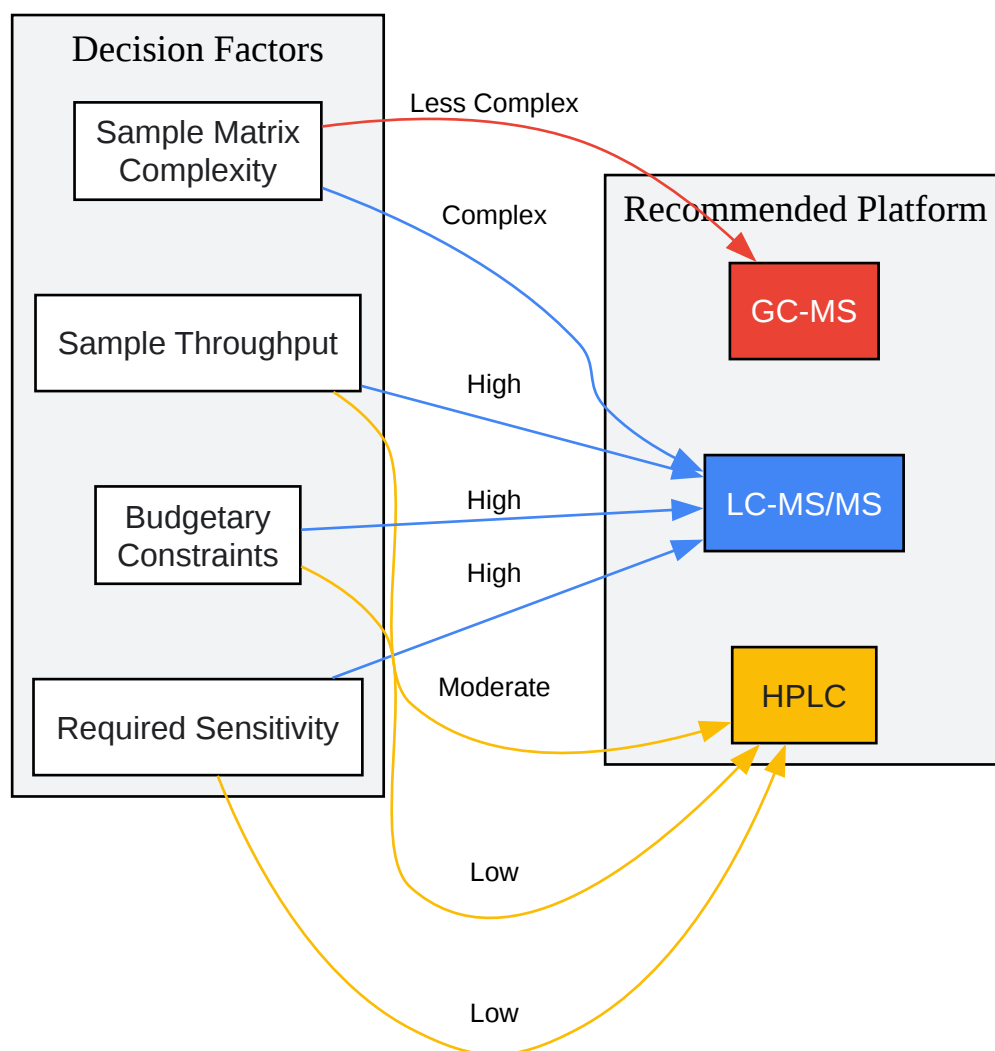 Decision Factors
Sample Matrix
Complexity
Sample Throughput
Budgetary
Constraints
Required Sensitivity
Less Complex
Complex
High
High
High
Moderate
Low
Low
Recommended Platform
GC-MS
LC-MS/MS
HPLC